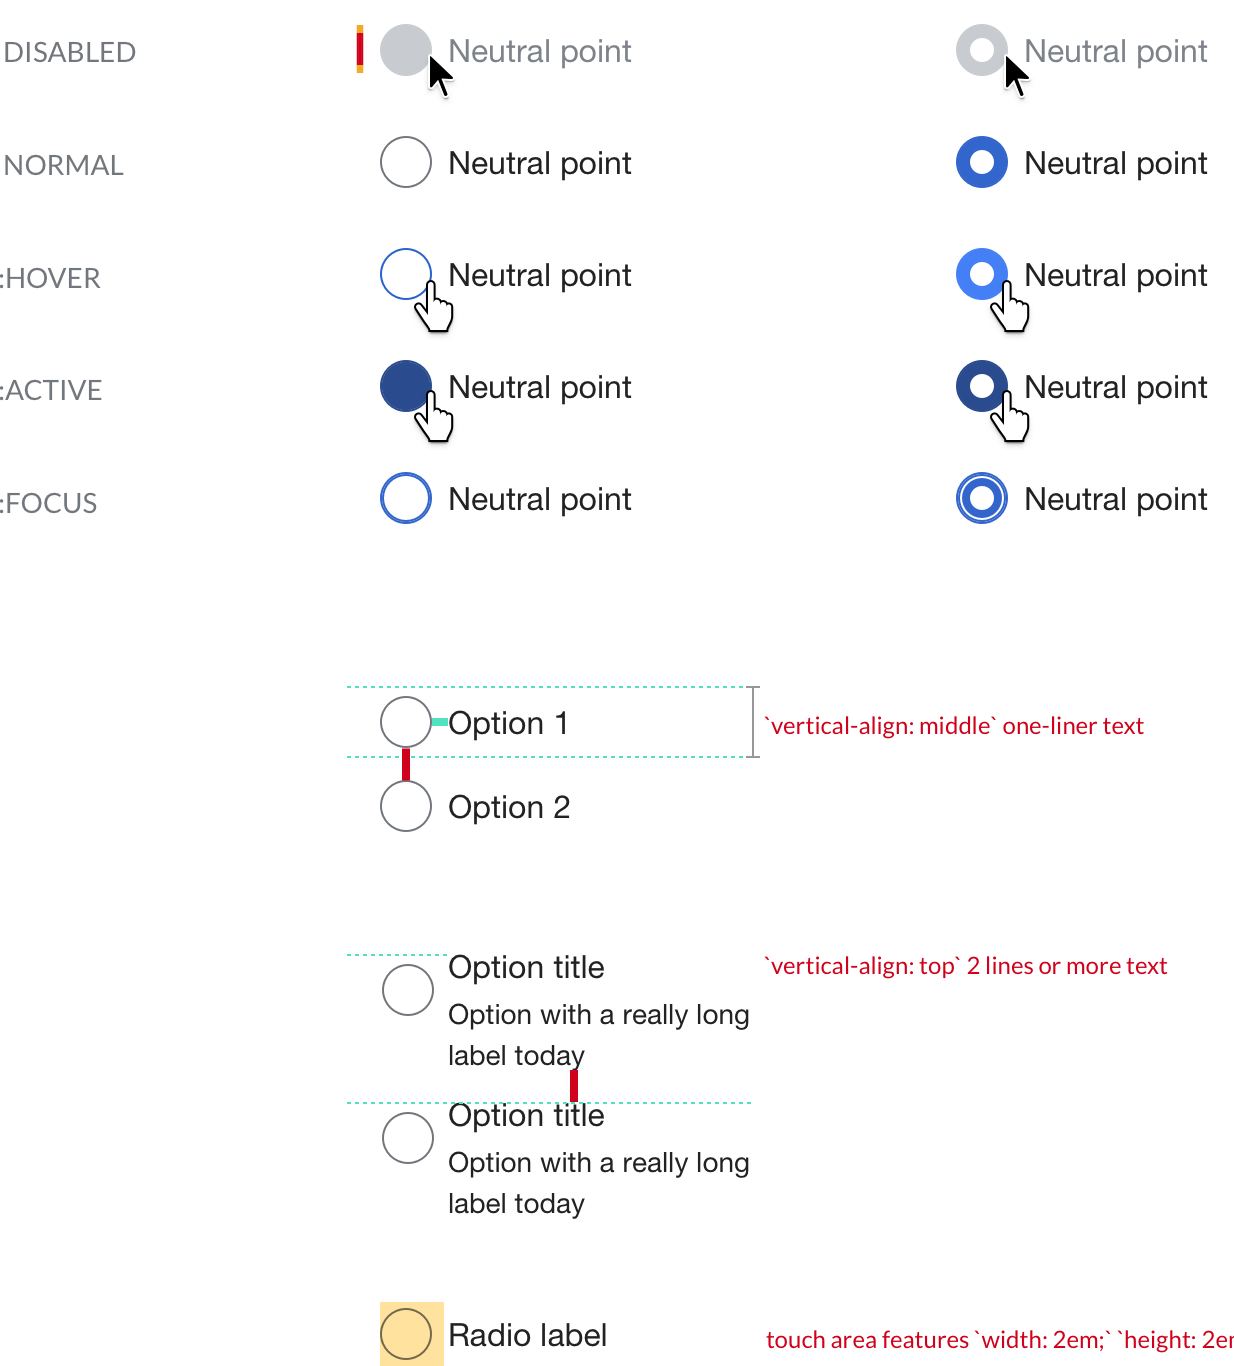 DISABLED Neutral point Neutral point
NORMAL Neutral point Neutral point
:HOVER Neutral point Neutral point
:ACTIVE Neutral point Neutral point
:FOCUS Neutral point Neutral point
Option 1 `vertical-align: middle` one-liner text
Option 2
Option title `vertical-align: top` 2 lines or more text
Option with a really long
label today
Option title
Option with a really long
label today
Radio label touch area features `width: 2em;` `height: